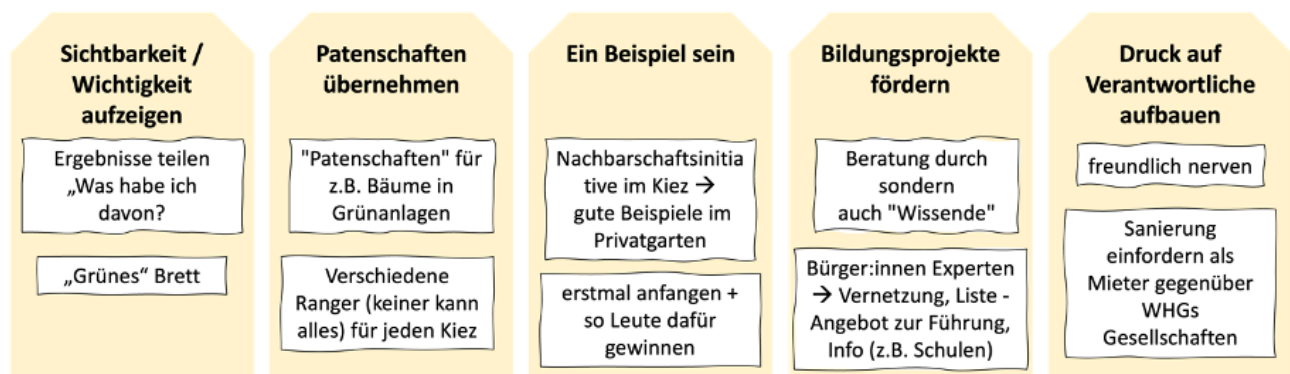 Sichtbarkeit /
Wichtigkeit
aufzeigen
Ergebnisse teilen
„Was habe ich
davon?
„Grünes“ Brett
Patenschaften
übernehmen
"Patenschaften" für
z.B. Bäume in
Grünanlagen
Verschiedene
Ranger (keiner kann
alles) für jeden Kiez
Ein Beispiel sein
Nachbarschaftsinitia
tive im Kiez →
gute Beispiele im
Privatgarten
erstmal anfangen +
so Leute dafür
gewinnen
Bildungsprojekte
fördern
Beratung durch
sondern
auch "Wissende"
Bürger:innen Experten
→ Vernetzung, Liste -
Angebot zur Führung,
Info (z.B. Schulen)
Druck auf
Verantwortliche
aufbauen
freundlich nerven
Sanierung
einfordern als
Mieter gegenüber
WHGs
Gesellschaften